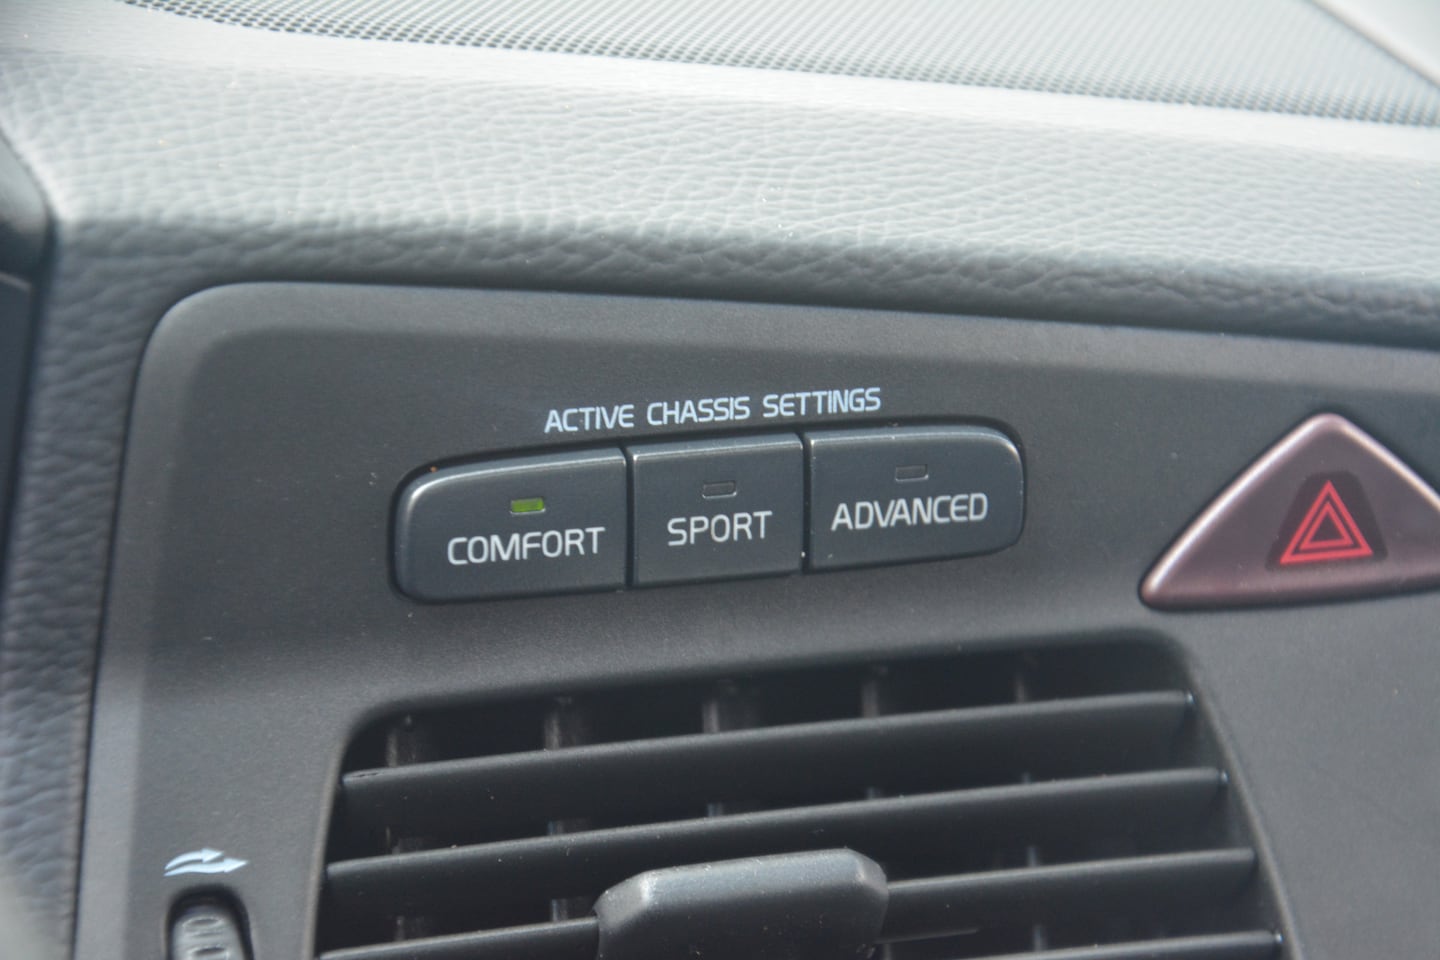 ACTIVE CHASSIS SETTINGS
COMFORT SPORT ADVANCED